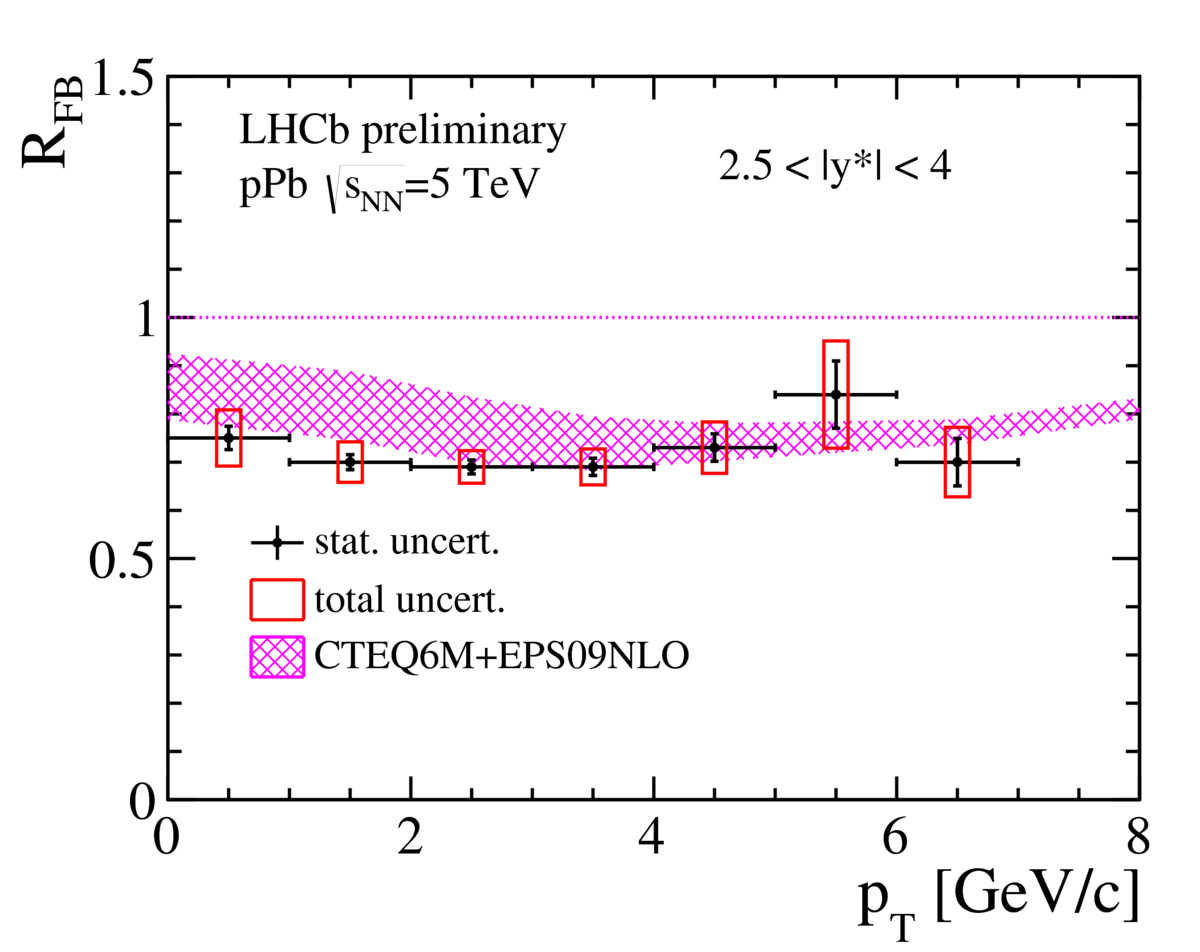 R_FB
1.5
1
0.5
0
LHCb preliminary
pPb √s_NN=5 TeV
2.5 < |y*| < 4
stat. uncert.
total uncert.
CTEQ6M+EPS09NLO
0 2 4 6 8
p_T [GeV/c]